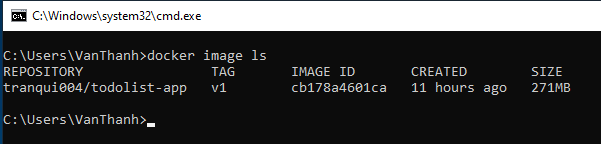 C:\Windows\system32\cmd.exe
C:\Users\VanThanh>docker image ls
REPOSITORY TAG IMAGE ID CREATED SIZE
tranqui004/todolist-app v1 cb178a4601ca 11 hours ago 271MB
C:\Users\VanThanh>